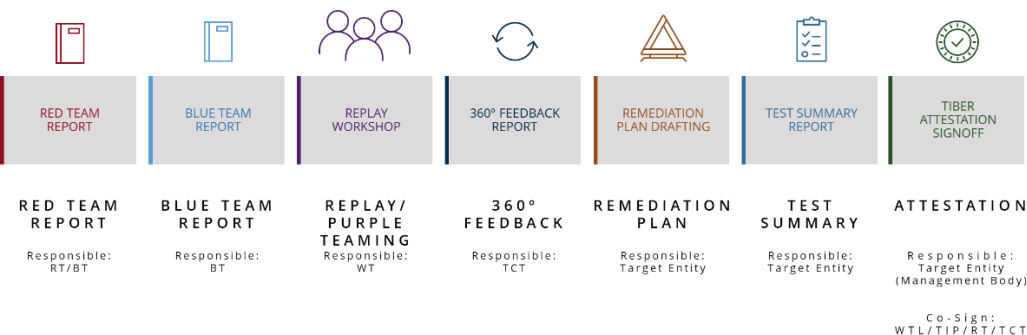 RED TEAM
REPORT
BLUE TEAM
REPORT
REPLAY
WORKSHOP
360º FEEDBACK
REPORT
REMEDIATION
PLAN DRAFTING
TEST SUMMARY
REPORT
TIBER
ATTESTATION
SIGNOFF
RED TEAM
REPORT
Responsible:
RT/BT
BLUE TEAM
REPORT
Responsible:
BT
REPLAY/
PURPLE
TEAMING
Responsible:
WT
360º
FEEDBACK
Responsible:
TCT
REMEDIATION
PLAN
Responsible:
Target Entity
TEST
SUMMARY
Responsible:
Target Entity
ATTESTATION
Responsible:
Target Entity
(Management Body)
Co-Sign:
WTL/TIP/RT/TCT